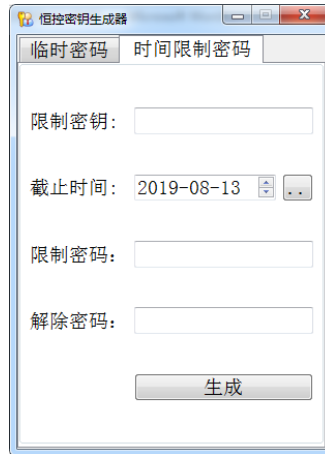 恒控密钥生成器
临时密码 时间限制密码
限制密钥:
截止时间: 2019-08-13 ..
限制密码:
解除密码:
生成